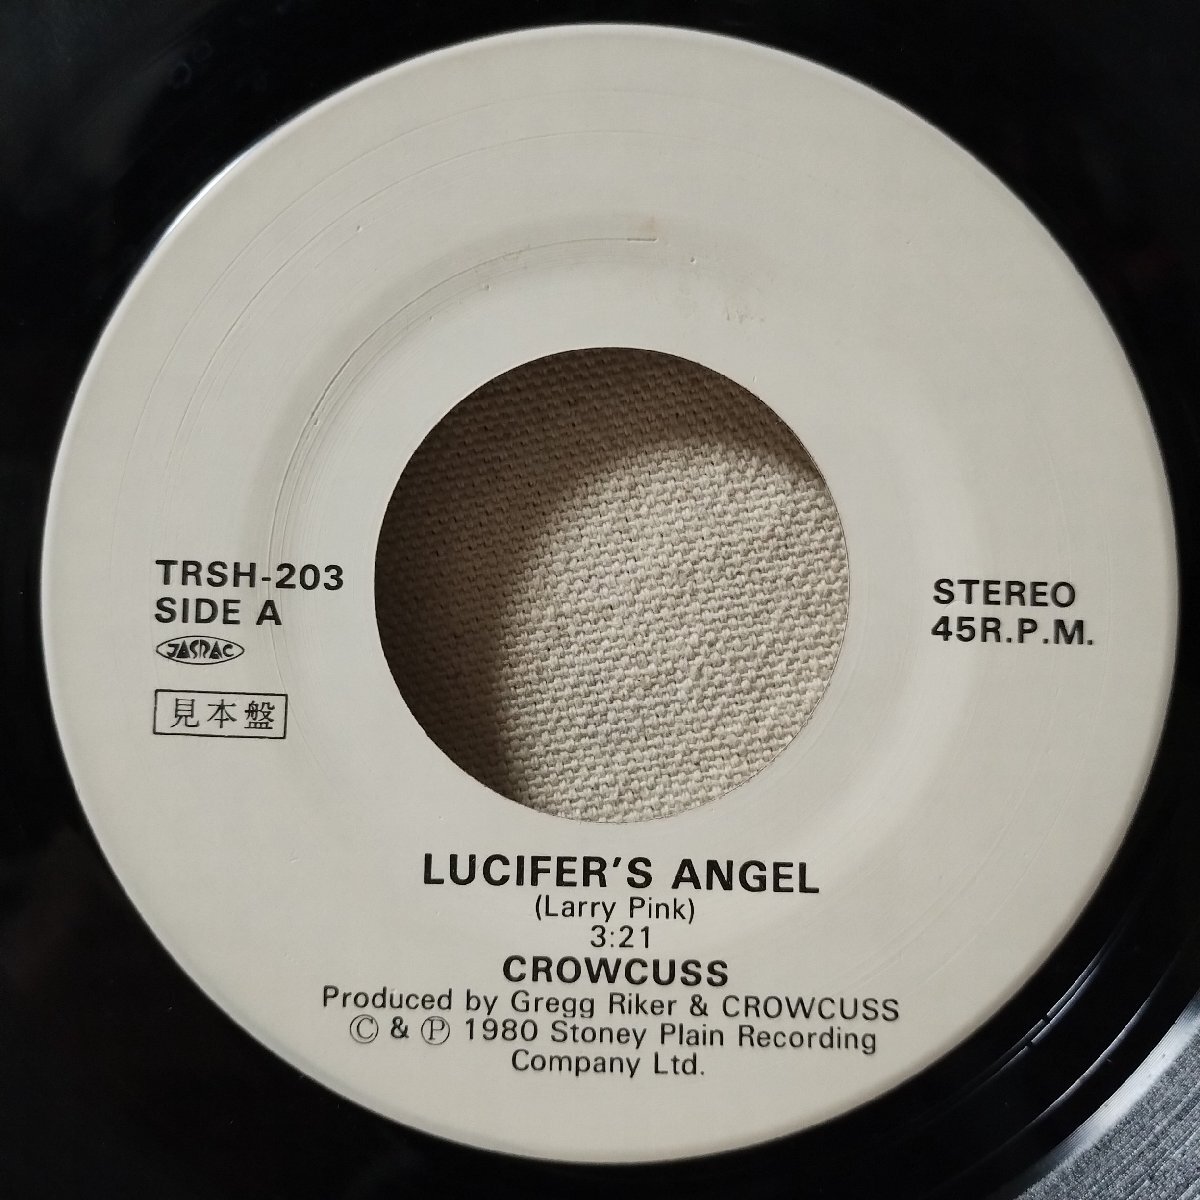 TRSH-203
SIDE A
JASRAC
見本盤
STEREO
45R.P.M.
LUCIFER'S ANGEL
(Larry Pink)
3:21
CROWCUSS
Produced by Gregg Riker & CROWCUSS
Ⓒ & Ⓟ 1980 Stoney Plain Recording
Company Ltd.